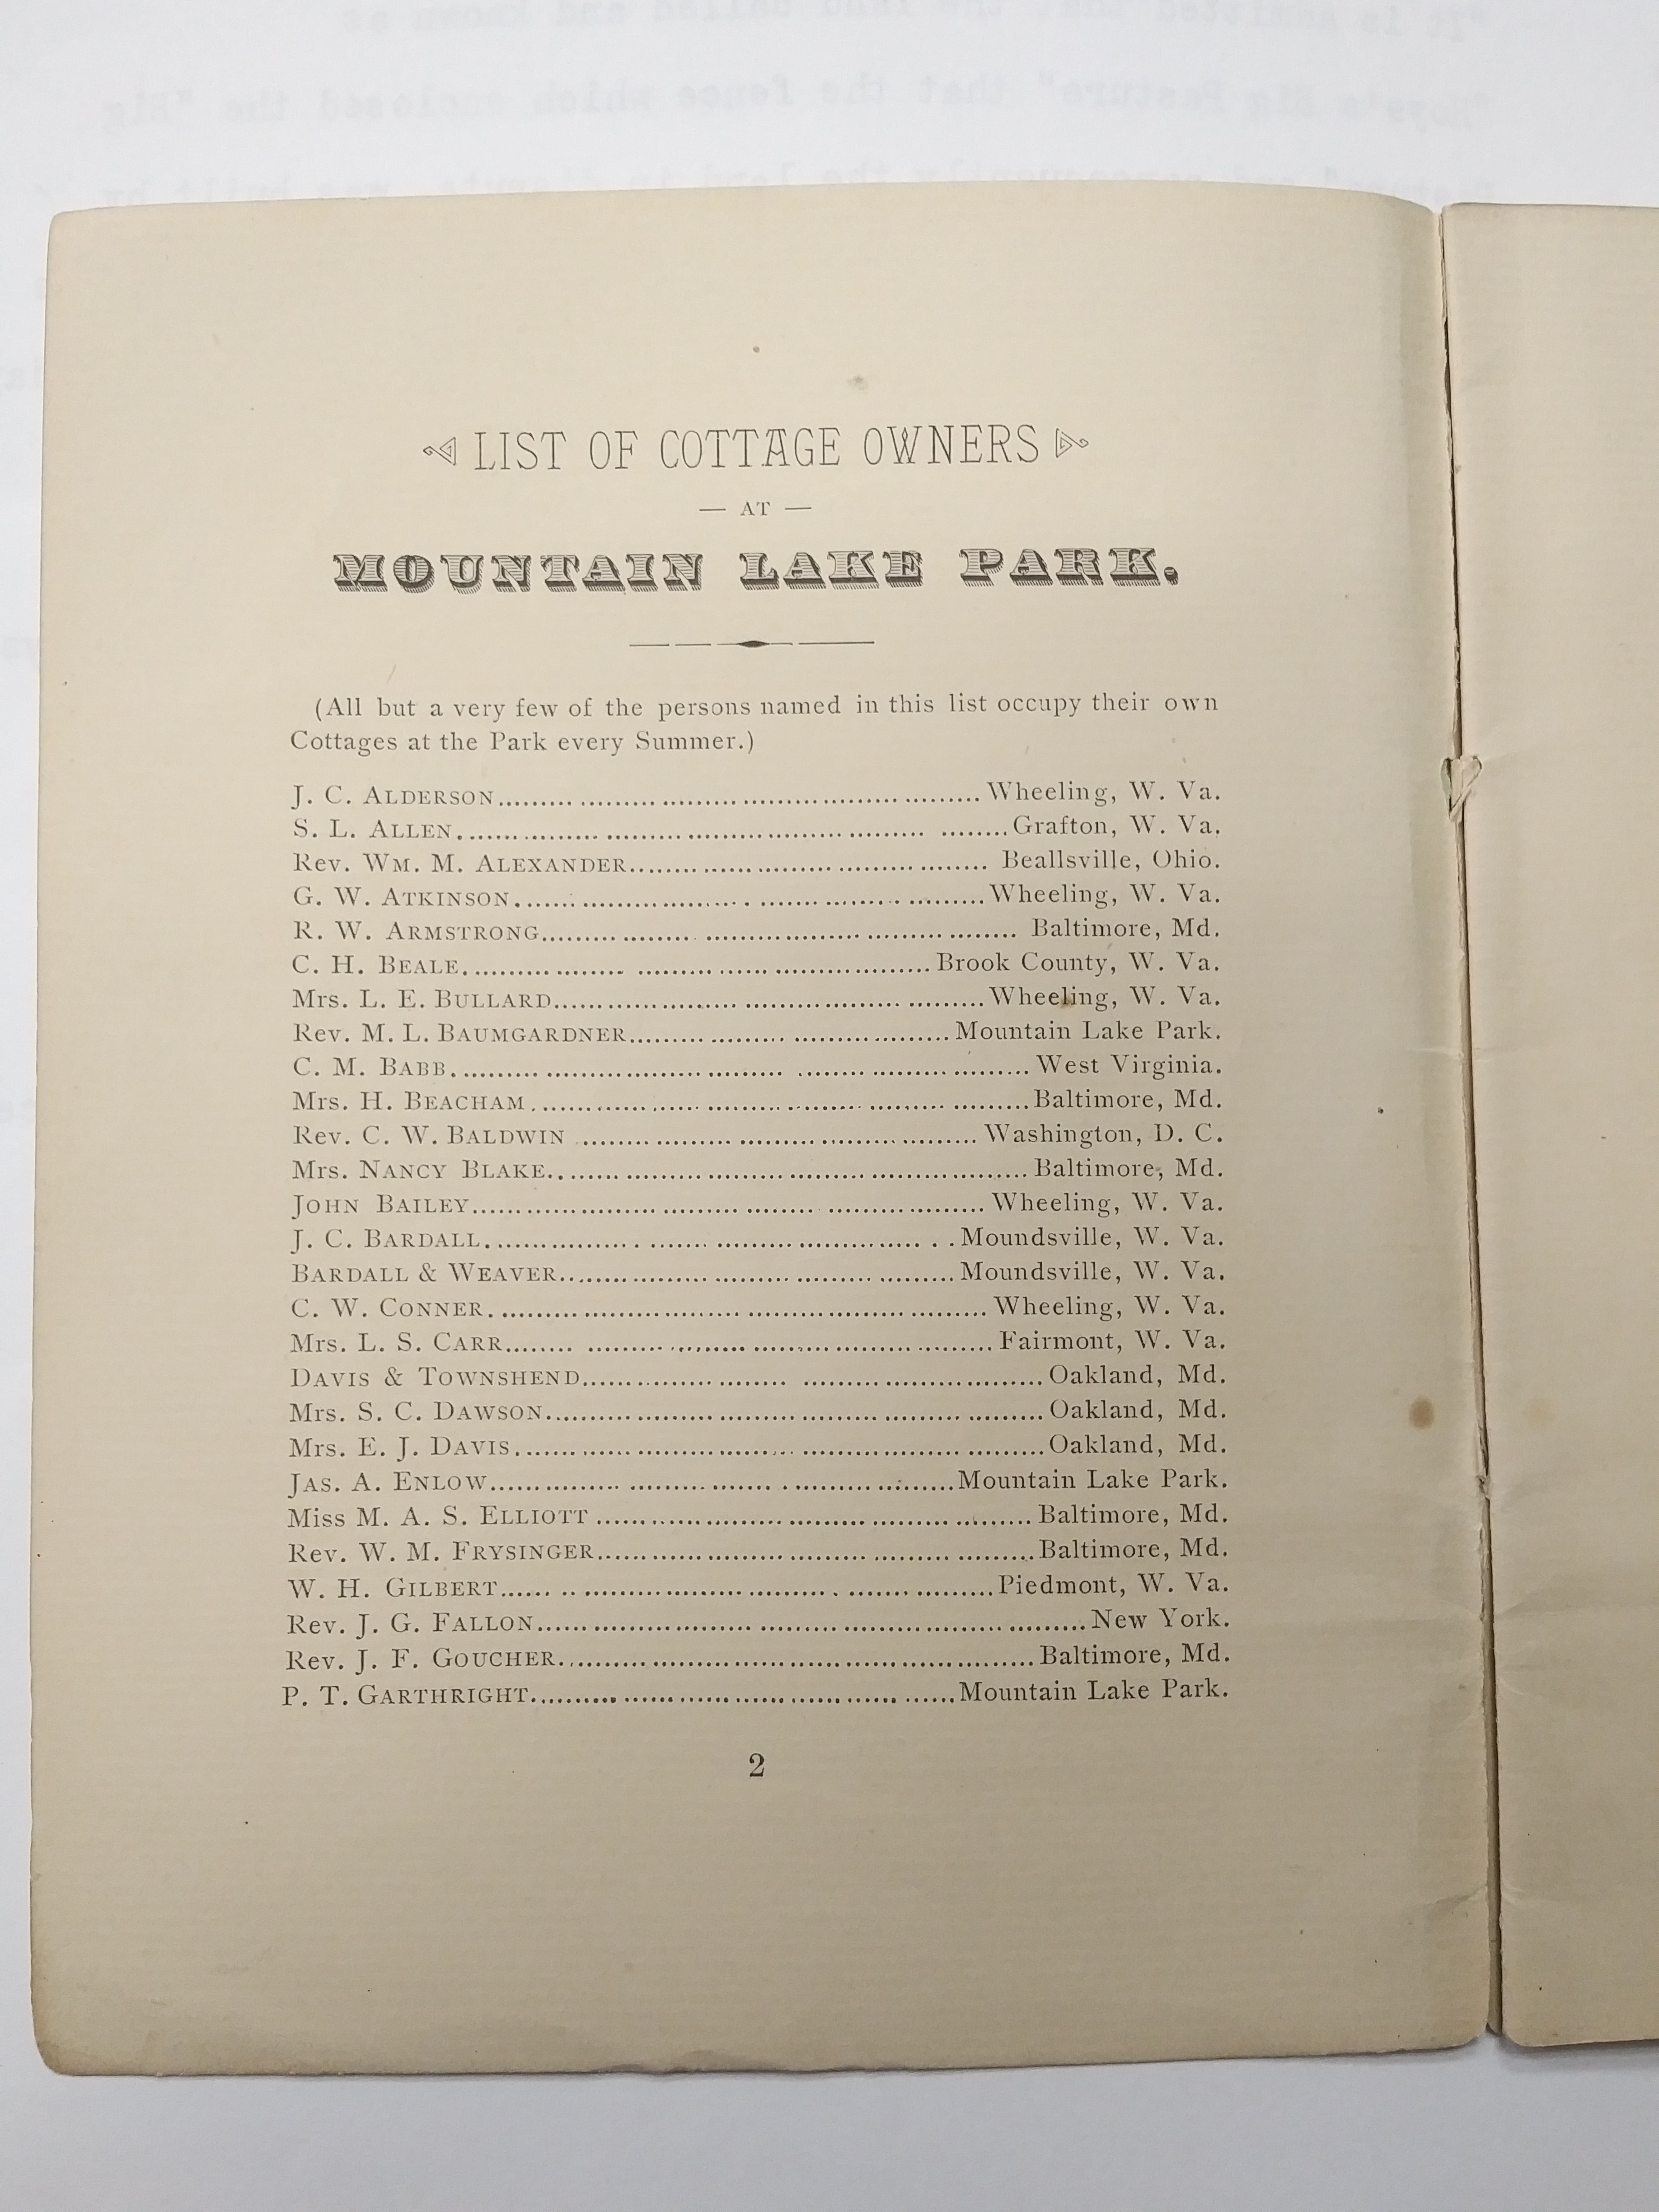 LIST OF COTTAGE OWNERS
— AT —
MOUNTAIN LAKE PARK.
(All but a very few of the persons named in this list occupy their own
Cottages at the Park every Summer.)
J. C. ALDERSON.................... Wheeling, W. Va.
S. L. ALLEN.................... Grafton, W. Va.
Rev. WM. M. ALEXANDER.................... Beallsville, Ohio.
G. W. ATKINSON.................... Wheeling, W. Va.
R. W. ARMSTRONG.................... Baltimore, Md.
C. H. BEALE.................... Brook County, W. Va.
Mrs. L. E. BULLARD.................... Wheeling, W. Va.
Rev. M. L. BAUMGARDNER.................... Mountain Lake Park.
C. M. BABB.................... West Virginia.
Mrs. H. BEACHAM.................... Baltimore, Md.
Rev. C. W. BALDWIN.................... Washington, D. C.
Mrs. NANCY BLAKE.................... Baltimore, Md.
JOHN BAILEY.................... Wheeling, W. Va.
J. C. BARDALL.................... Moundsville, W. Va.
BARDALL & WEAVER.................... Moundsville, W. Va.
C. W. CONNER.................... Wheeling, W. Va.
Mrs. L. S. CARR.................... Fairmont, W. Va.
DAVIS & TOWNSHEND.................... Oakland, Md.
Mrs. S. C. DAWSON.................... Oakland, Md.
Mrs. E. J. DAVIS.................... Oakland, Md.
JAS. A. ENLOW.................... Mountain Lake Park.
Miss M. A. S. ELLIOTT.................... Baltimore, Md.
Rev. W. M. FRYSINGER.................... Baltimore, Md.
W. H. GILBERT.................... Piedmont, W. Va.
Rev. J. G. FALLON.................... New York.
Rev. J. F. GOUCHER.................... Baltimore, Md.
P. T. GARTHRIGHT.................... Mountain Lake Park.
2